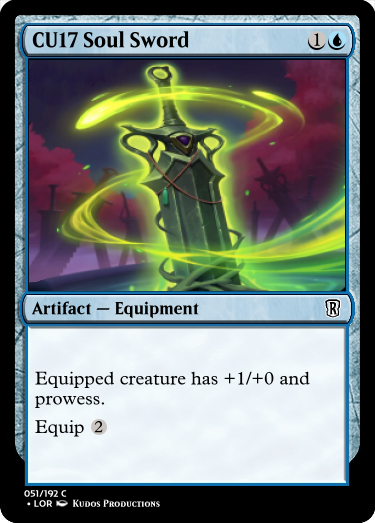 CU17 Soul Sword 1
Artifact — Equipment R
Equipped creature has +1/+0 and
prowess.
Equip 2
051/192 C
• LOR Kudos Productions